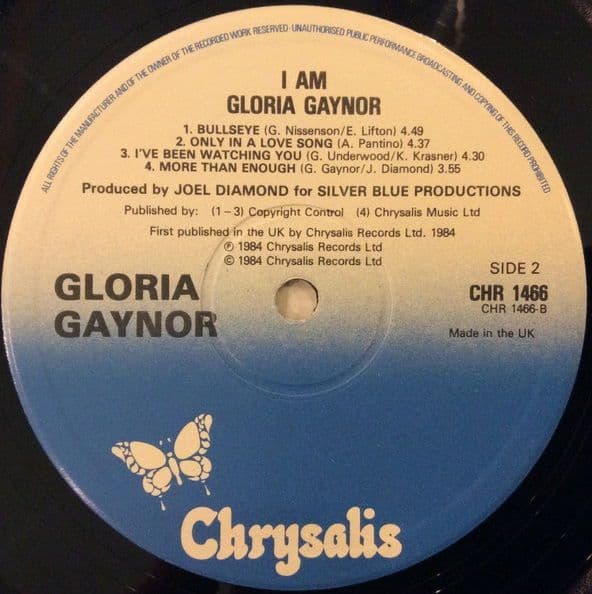 ALL RIGHTS OF THE MANUFACTURER AND OF THE OWNER OF THE RECORDED WORK RESERVED · UNAUTHORISED PUBLIC PERFORMANCE BROADCASTING AND COPYING OF THIS RECORD PROHIBITED
I AM
GLORIA GAYNOR
1. BULLSEYE (G. Nissenson/E. Lifton) 4.49
2. ONLY IN A LOVE SONG (A. Pantino) 4.37
3. I'VE BEEN WATCHING YOU (G. Underwood/K. Krasner) 4.30
4. MORE THAN ENOUGH (G. Gaynor/J. Diamond) 3.55
Produced by JOEL DIAMOND for SILVER BLUE PRODUCTIONS
Published by: (1–3) Copyright Control (4) Chrysalis Music Ltd
First published in the UK by Chrysalis Records Ltd. 1984
℗ 1984 Chrysalis Records Ltd
© 1984 Chrysalis Records Ltd
SIDE 2
GLORIA
GAYNOR
CHR 1466
CHR 1466-B
Made in the UK
Chrysalis